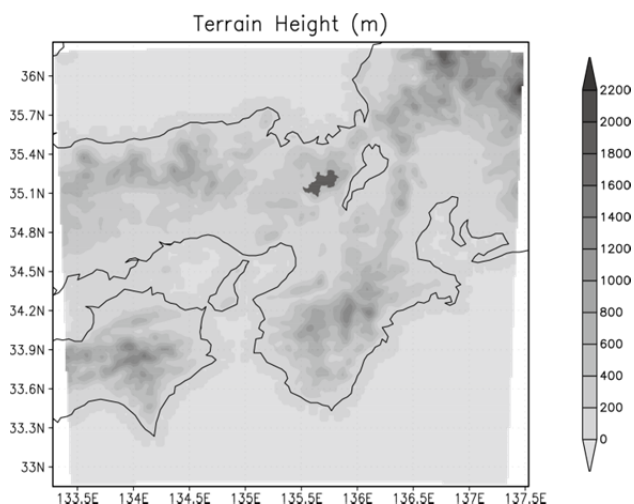 Terrain Height (m)
36N
35.7N
35.4N
35.1N
34.8N
34.5N
34.2N
33.9N
33.6N
33.3N
33N
133.5E 134E 134.5E 135E 135.5E 136E 136.5E 137E 137.5E
2200
2000
1800
1600
1400
1200
1000
800
600
400
200
0